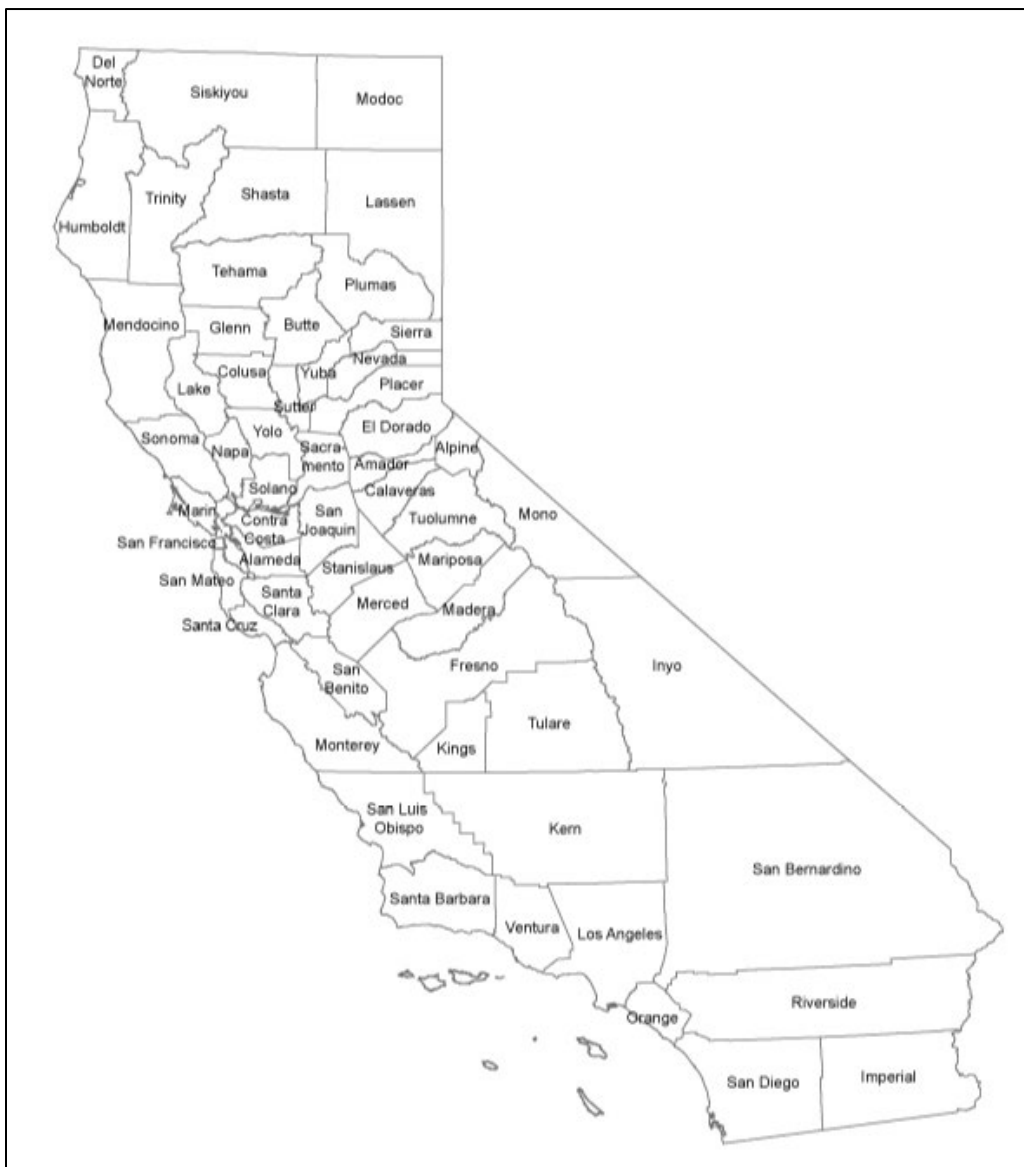 Del
Norte
Siskiyou
Modoc
Trinity
Shasta
Lassen
Humboldt
Tehama
Plumas
Mendocino
Glenn
Butte
Sierra
Nevada
Colusa
Yuba
Lake
Placer
Sutter
El Dorado
Sonoma
Yolo
Napa
Sacra-
mento
Alpine
Amador
Solano
Calaveras
Marin
Contra
Costa
San
Joaquin
Tuolumne
Mono
San Francisco
Alameda
Stanislaus
Mariposa
San Mateo
Santa
Clara
Merced
Madera
Santa Cruz
San
Benito
Fresno
Inyo
Monterey
Kings
Tulare
San Luis
Obispo
Kern
San Bernardino
Santa Barbara
Ventura
Los Angeles
Riverside
Orange
San Diego
Imperial